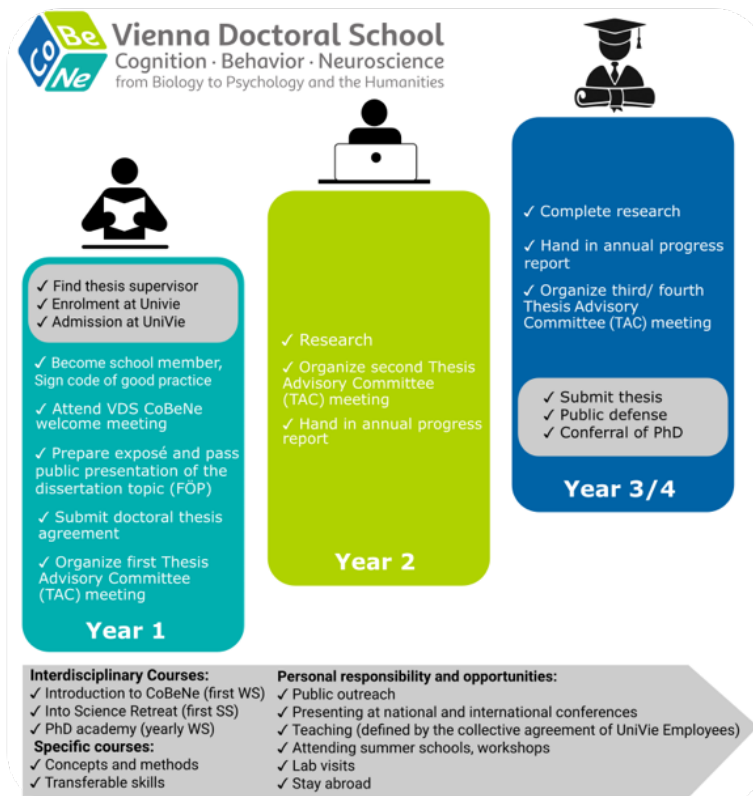 Co Be Ne
Vienna Doctoral School
Cognition · Behavior · Neuroscience
from Biology to Psychology and the Humanities
✓ Find thesis supervisor
✓ Enrolment at Univie
✓ Admission at UniVie
✓ Become school member,
Sign code of good practice
✓ Attend VDS CoBeNe
welcome meeting
✓ Prepare exposé and pass
public presentation of the
dissertation topic (FÖP)
✓ Submit doctoral thesis
agreement
✓ Organize first Thesis
Advisory Committee
(TAC) meeting
Year 1
✓ Research
✓ Organize second Thesis
Advisory Committee
(TAC) meeting
✓ Hand in annual progress
report
Year 2
✓ Complete research
✓ Hand in annual progress
report
✓ Organize third/ fourth
Thesis Advisory
Committee (TAC) meeting
✓ Submit thesis
✓ Public defense
✓ Conferral of PhD
Year 3/4
Interdisciplinary Courses:
✓ Introduction to CoBeNe (first WS)
✓ Into Science Retreat (first SS)
✓ PhD academy (yearly WS)
Specific courses:
✓ Concepts and methods
✓ Transferable skills
Personal responsibility and opportunities:
✓ Public outreach
✓ Presenting at national and international conferences
✓ Teaching (defined by the collective agreement of UniVie Employees)
✓ Attending summer schools, workshops
✓ Lab visits
✓ Stay abroad